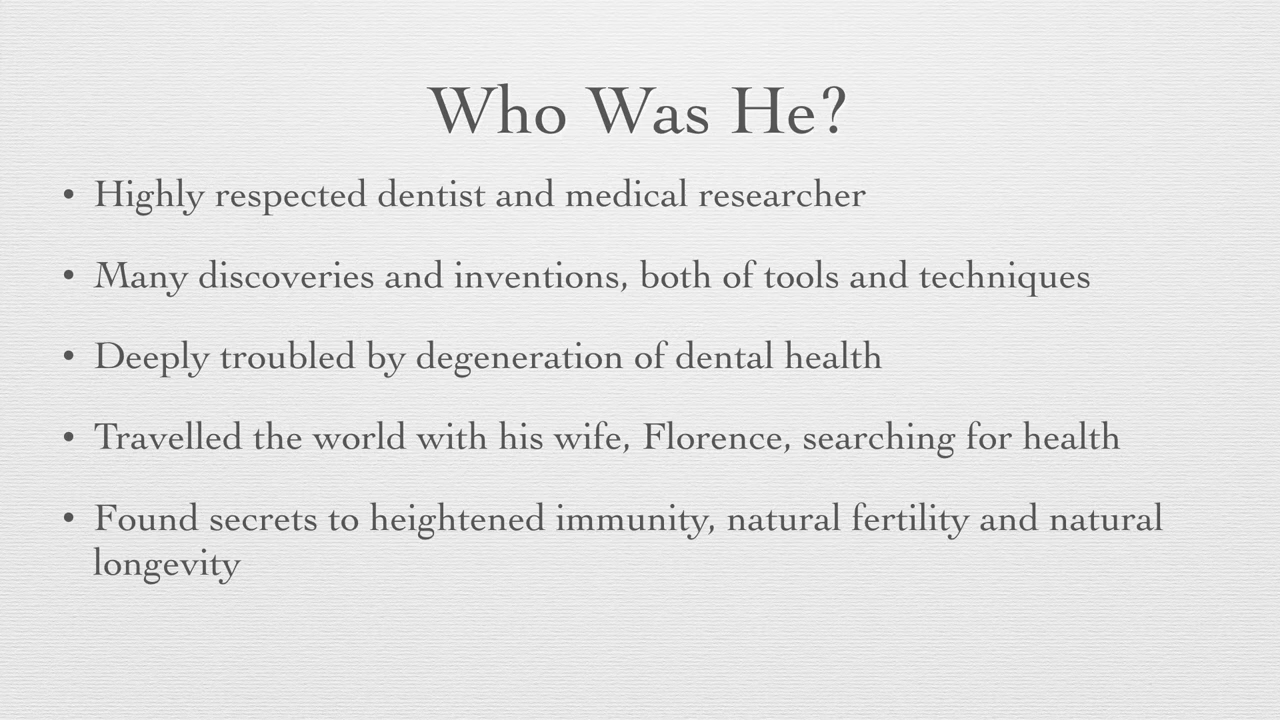 Who Was He?
• Highly respected dentist and medical researcher
• Many discoveries and inventions, both of tools and techniques
• Deeply troubled by degeneration of dental health
• Travelled the world with his wife, Florence, searching for health
• Found secrets to heightened immunity, natural fertility and natural
longevity